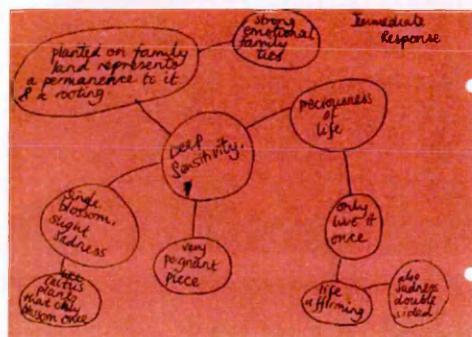 Immediate
Response
strong
emotional
family
ties
planted on family
land represents
a permanence to it
& a rooting.
preciousness
of
life
Deep
Sensitivity.
single
blossom,
slight
sadness
very
pognant
piece
only
live it
once
like
cactus
plants
that only
blossom once
life
affirming
also
sadness
double
sided